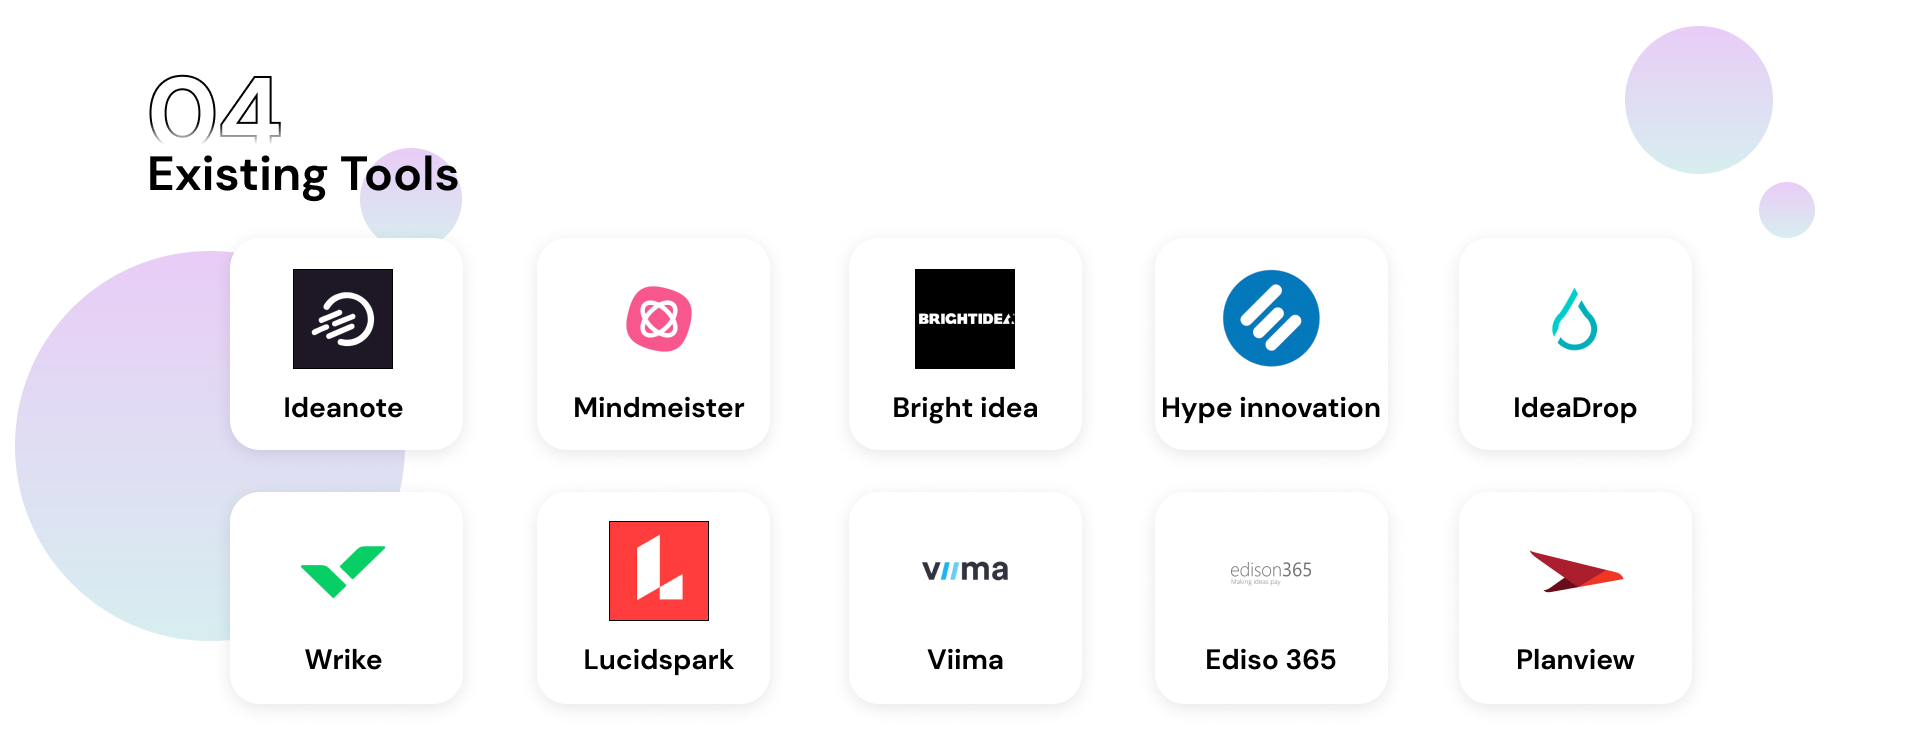 04
Existing Tools
BRIGHTIDEA
Ideanote
Mindmeister
Bright idea
Hype innovation
IdeaDrop
viima
edison365
Making ideas pay
Wrike
Lucidspark
Viima
Ediso 365
Planview